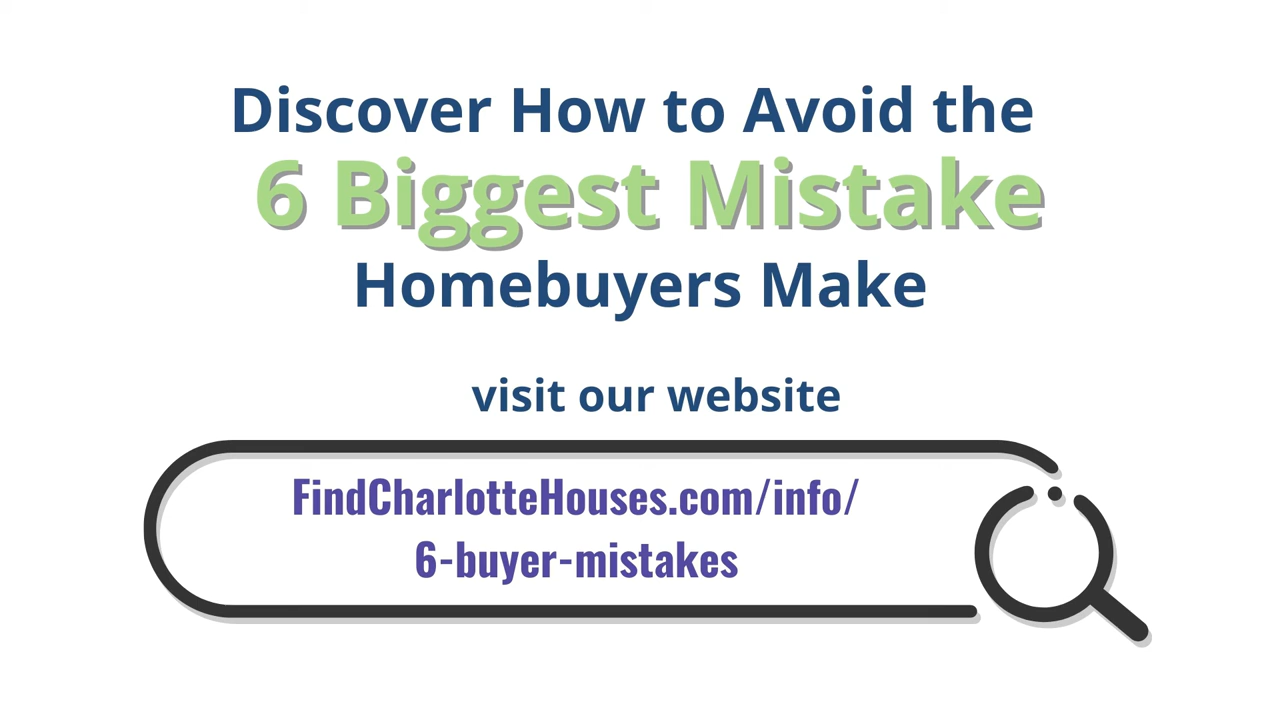 Discover How to Avoid the
6 Biggest Mistake
Homebuyers Make
visit our website
FindCharlotteHouses.com/info/
6-buyer-mistakes